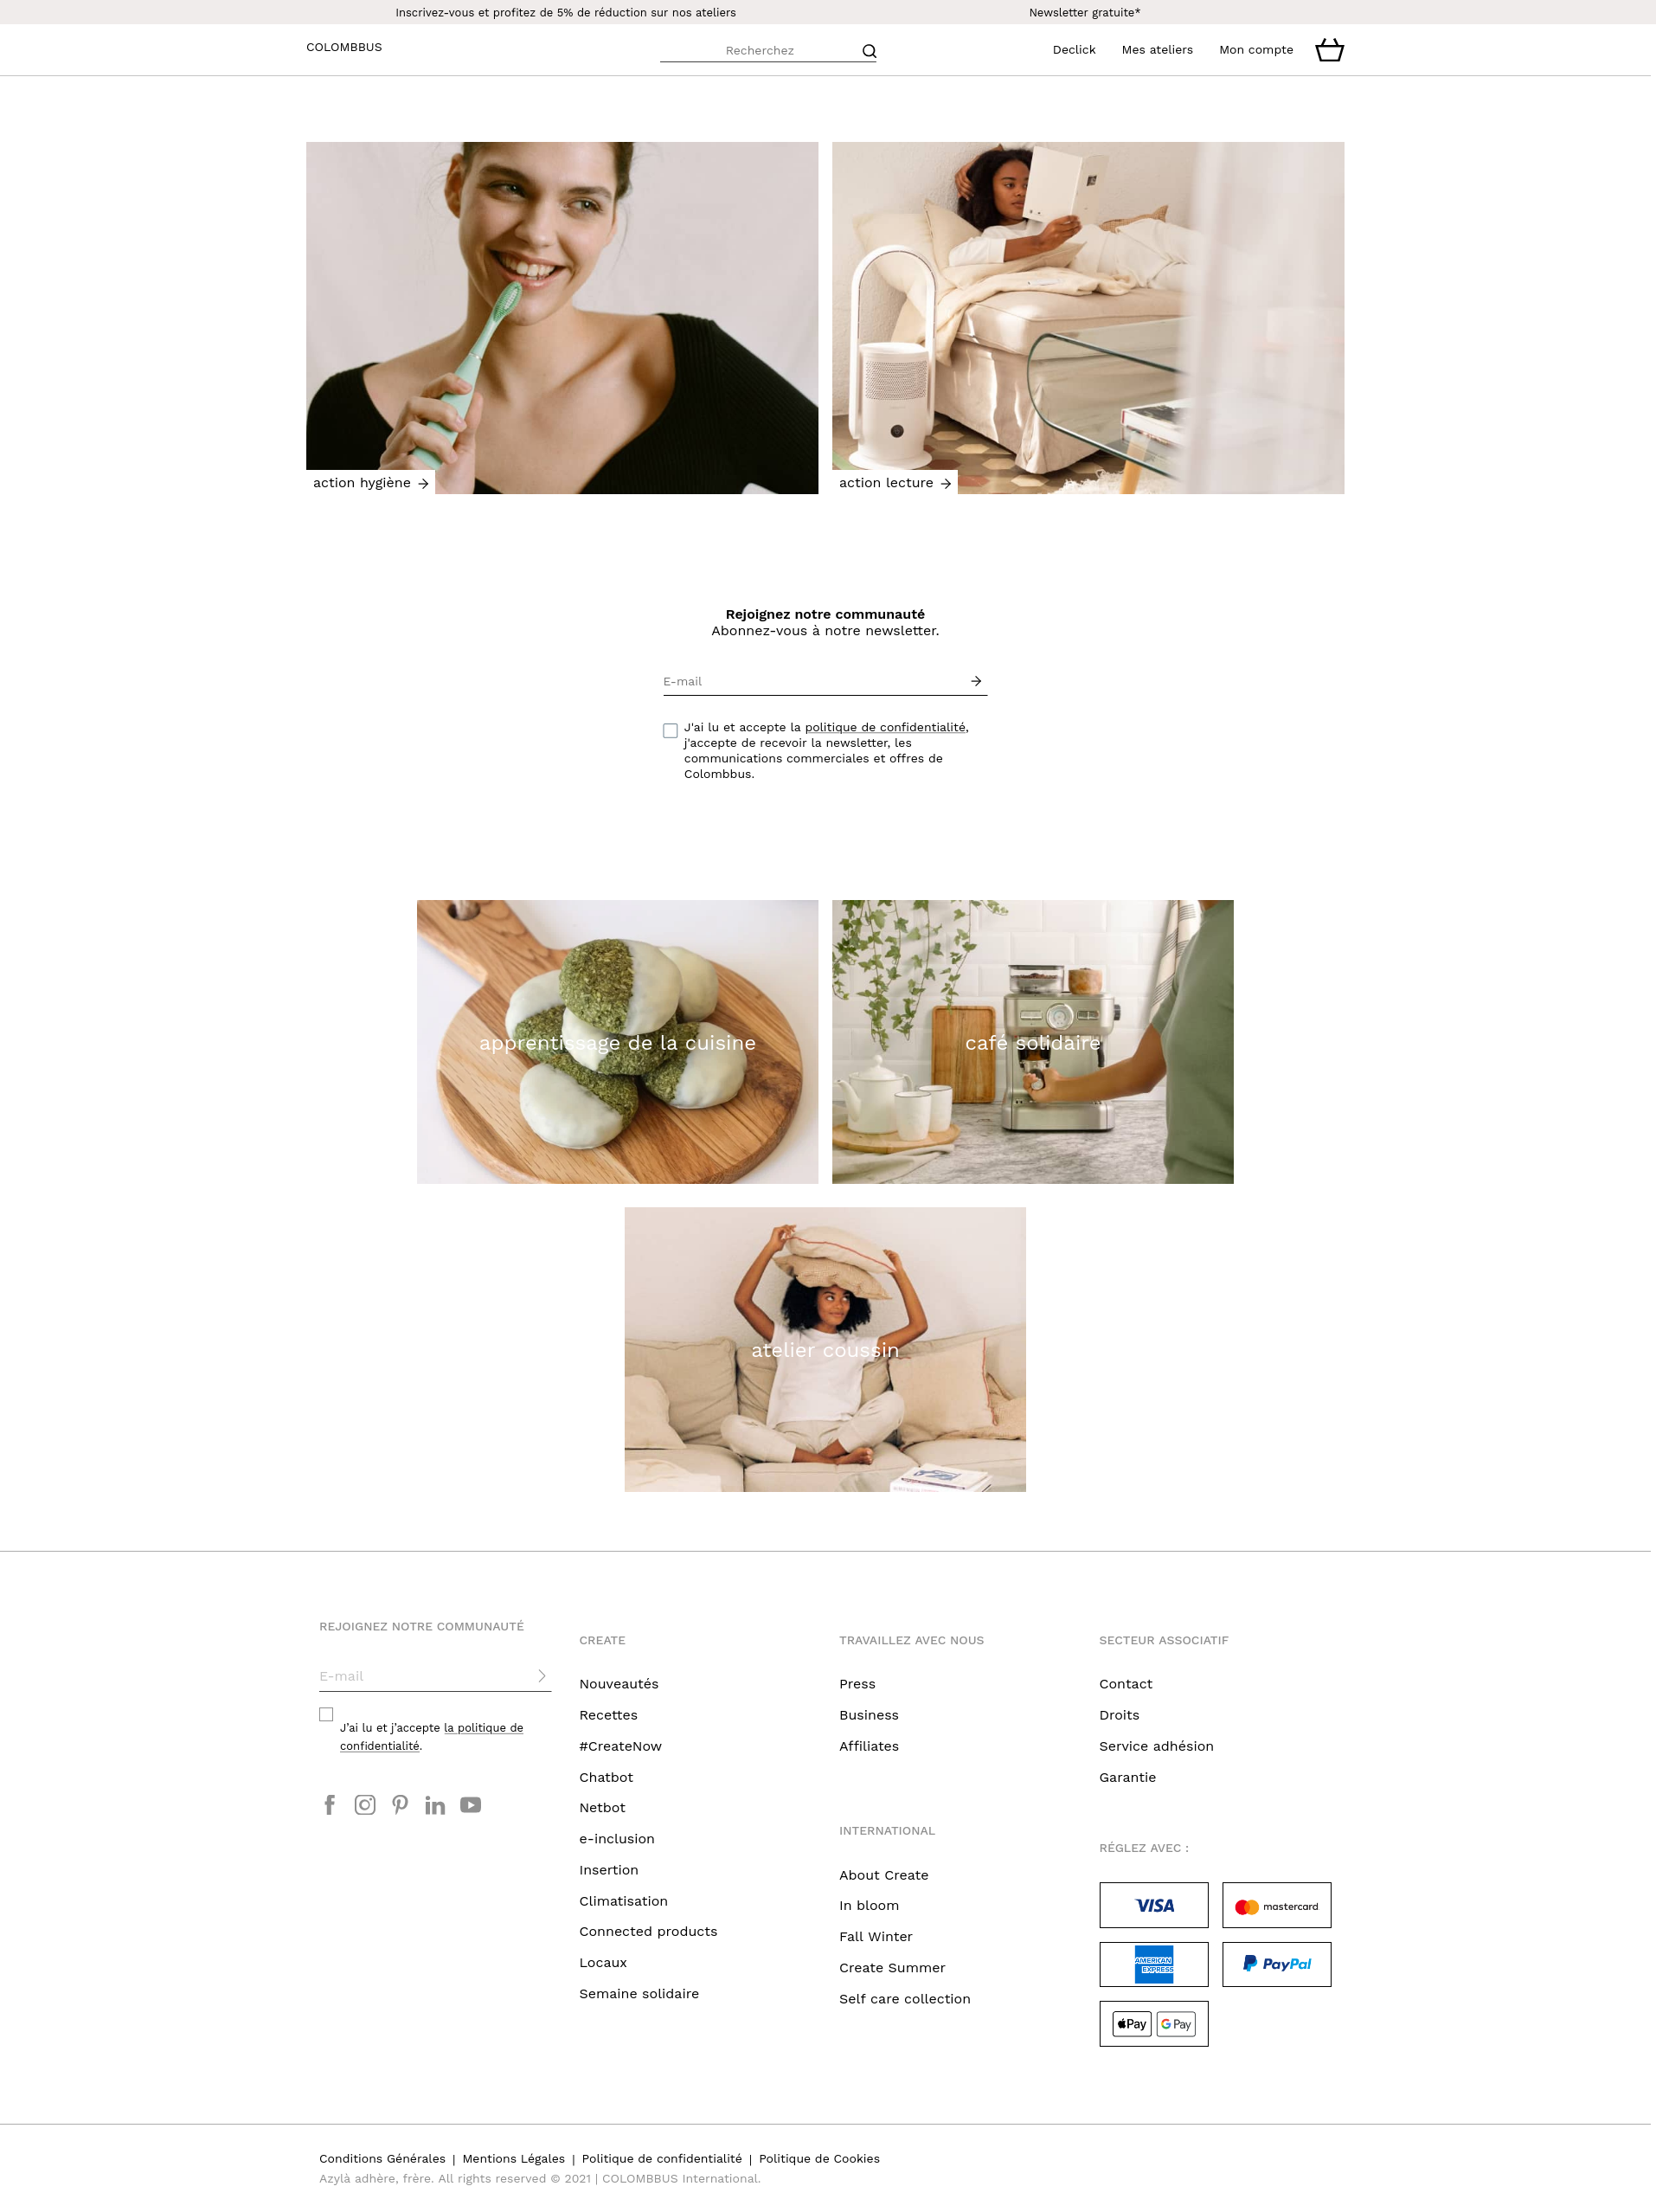 Inscrivez-vous et profitez de 5% de réduction sur nos ateliers
Newsletter gratuite*
COLOMBBUS
Recherchez
Declick
Mes ateliers
Mon compte
action hygiène
action lecture
Rejoignez notre communauté
Abonnez-vous à notre newsletter.
E-mail
J'ai lu et accepte la politique de confidentialité,
j'accepte de recevoir la newsletter, les
communications commerciales et offres de
Colombbus.
apprentissage de la cuisine
café solidaire
atelier coussin
REJOIGNEZ NOTRE COMMUNAUTÉ
E-mail
J'ai lu et j'accepte la politique de
confidentialité.
CREATE
Nouveautés
Recettes
#CreateNow
Chatbot
Netbot
e-inclusion
Insertion
Climatisation
Connected products
Locaux
Semaine solidaire
TRAVAILLEZ AVEC NOUS
Press
Business
Affiliates
INTERNATIONAL
About Create
In bloom
Fall Winter
Create Summer
Self care collection
SECTEUR ASSOCIATIF
Contact
Droits
Service adhésion
Garantie
RÉGLEZ AVEC :
VISA
mastercard
AMERICAN
EXPRESS
PayPal
Pay
G Pay
Conditions Générales | Mentions Légales | Politique de confidentialité | Politique de Cookies
Azylà adhère, frère. All rights reserved © 2021 | COLOMBBUS International.